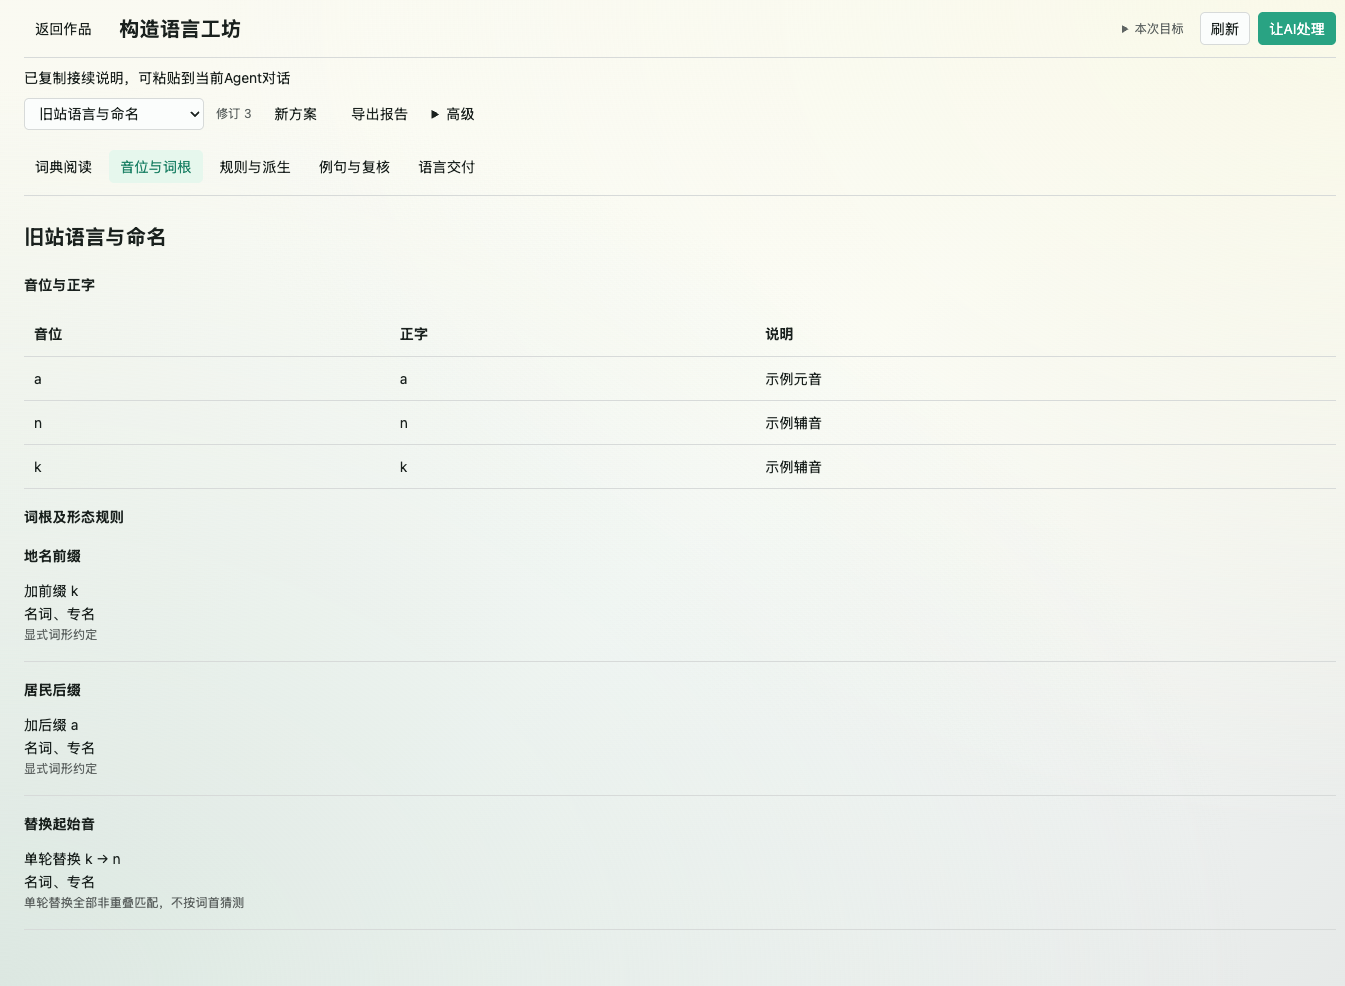 返回作品 构造语言工坊 ▶ 本次目标 刷新 让AI处理
已复制接续说明，可粘贴到当前Agent对话
旧站语言与命名 修订 3 新方案 导出报告 ▶ 高级
词典阅读 音位与词根 规则与派生 例句与复核 语言交付
旧站语言与命名
音位与正字
音位 正字 说明
a a 示例元音
n n 示例辅音
k k 示例辅音
词根及形态规则
地名前缀
加前缀 k
名词、专名
显式词形约定
居民后缀
加后缀 a
名词、专名
显式词形约定
替换起始音
单轮替换 k → n
名词、专名
单轮替换全部非重叠匹配，不按词首猜测